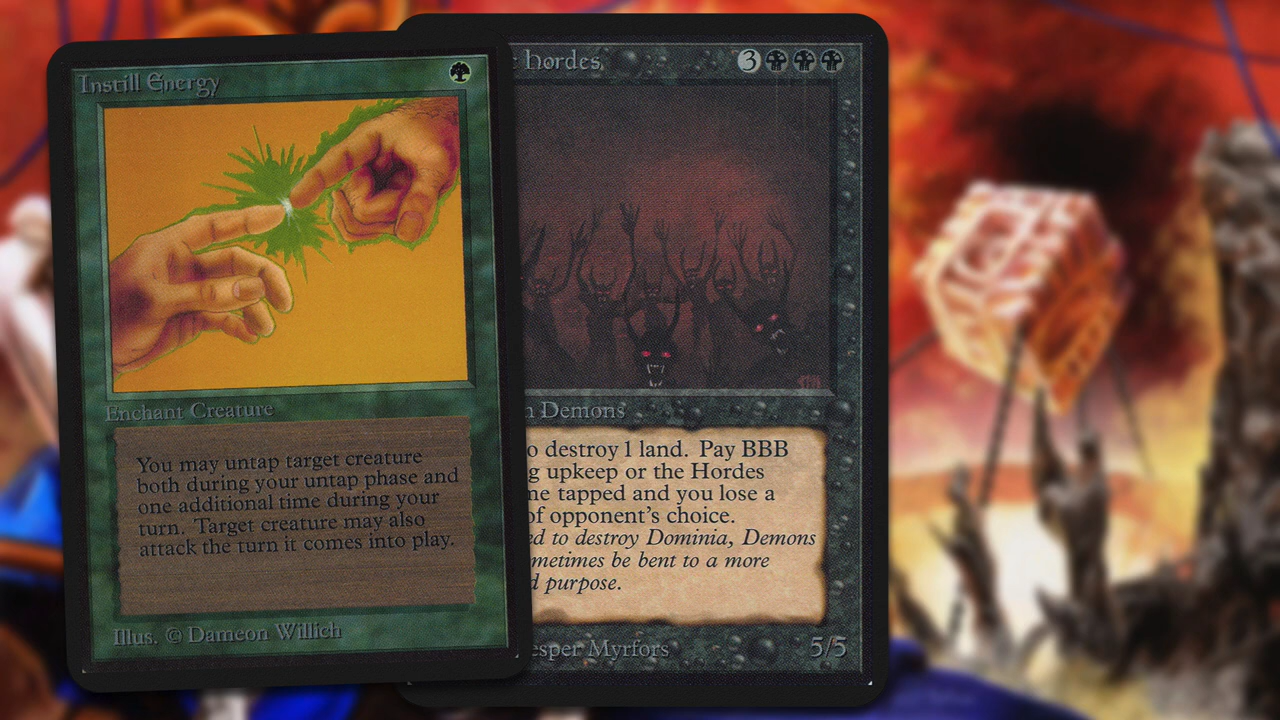 Instill Energy
Enchant Creature
You may untap target creature
both during your untap phase and
one additional time during your
turn. Target creature may also
attack the turn it comes into play.
Illus. © Dameon Willich
hordes
3
Demons
destroy 1 land. Pay BBB
upkeep or the Hordes
tapped and you lose a
of opponent's choice.
to destroy Dominia, Demons
be bent to a more
purpose.
Myrfors
5/5